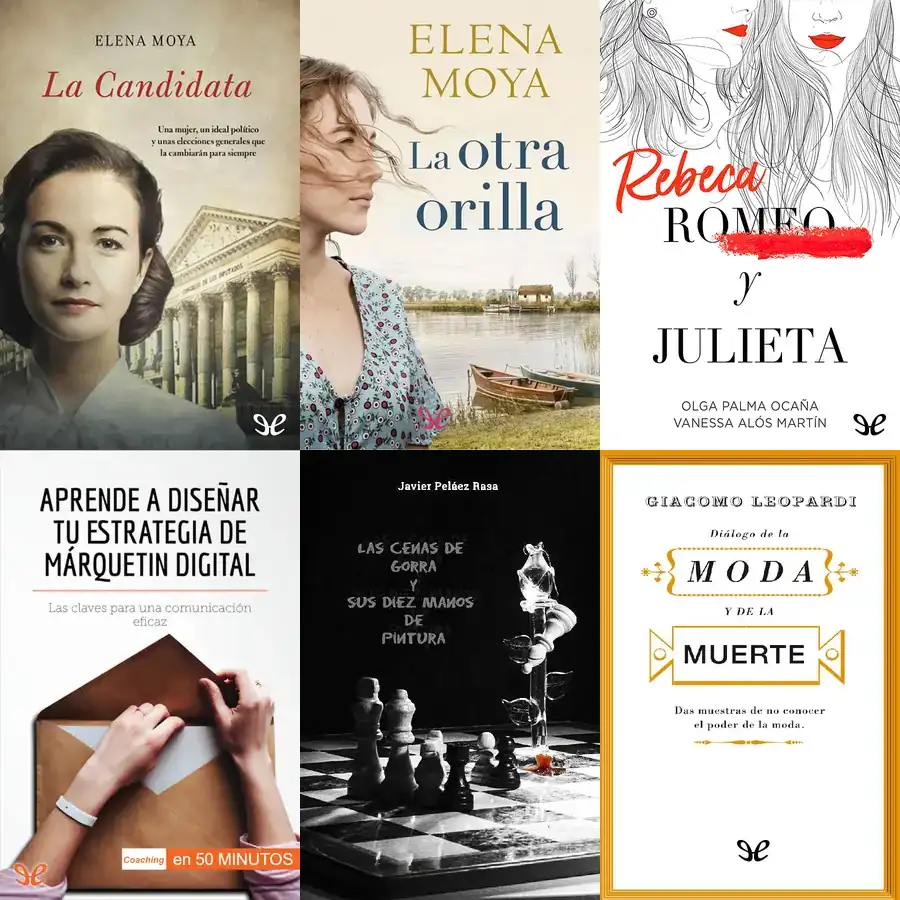 ELENA MOYA
La Candidata
Una mujer, un ideal político
y unas elecciones generales que
la cambiarán para siempre
CONGRESO DE LOS DIPUTADOS
ELENA
MOYA
La otra
orilla
Rebeca
ROMEO
y
JULIETA
OLGA PALMA OCAÑA
VANESSA ALÓS MARTÍN
APRENDE A DISEÑAR
TU ESTRATEGIA DE
MÁRQUETIN DIGITAL
Las claves para una comunicación
eficaz
Coaching en 50 MINUTOS
Javier Peláez Rasa
LAS CENAS DE
GORRA
Y
SUS DIEZ MANOS
DE
PINTURA
GIACOMO LEOPARDI
Diálogo de la
MODA
Y DE LA
MUERTE
Das muestras de no conocer
el poder de la moda.